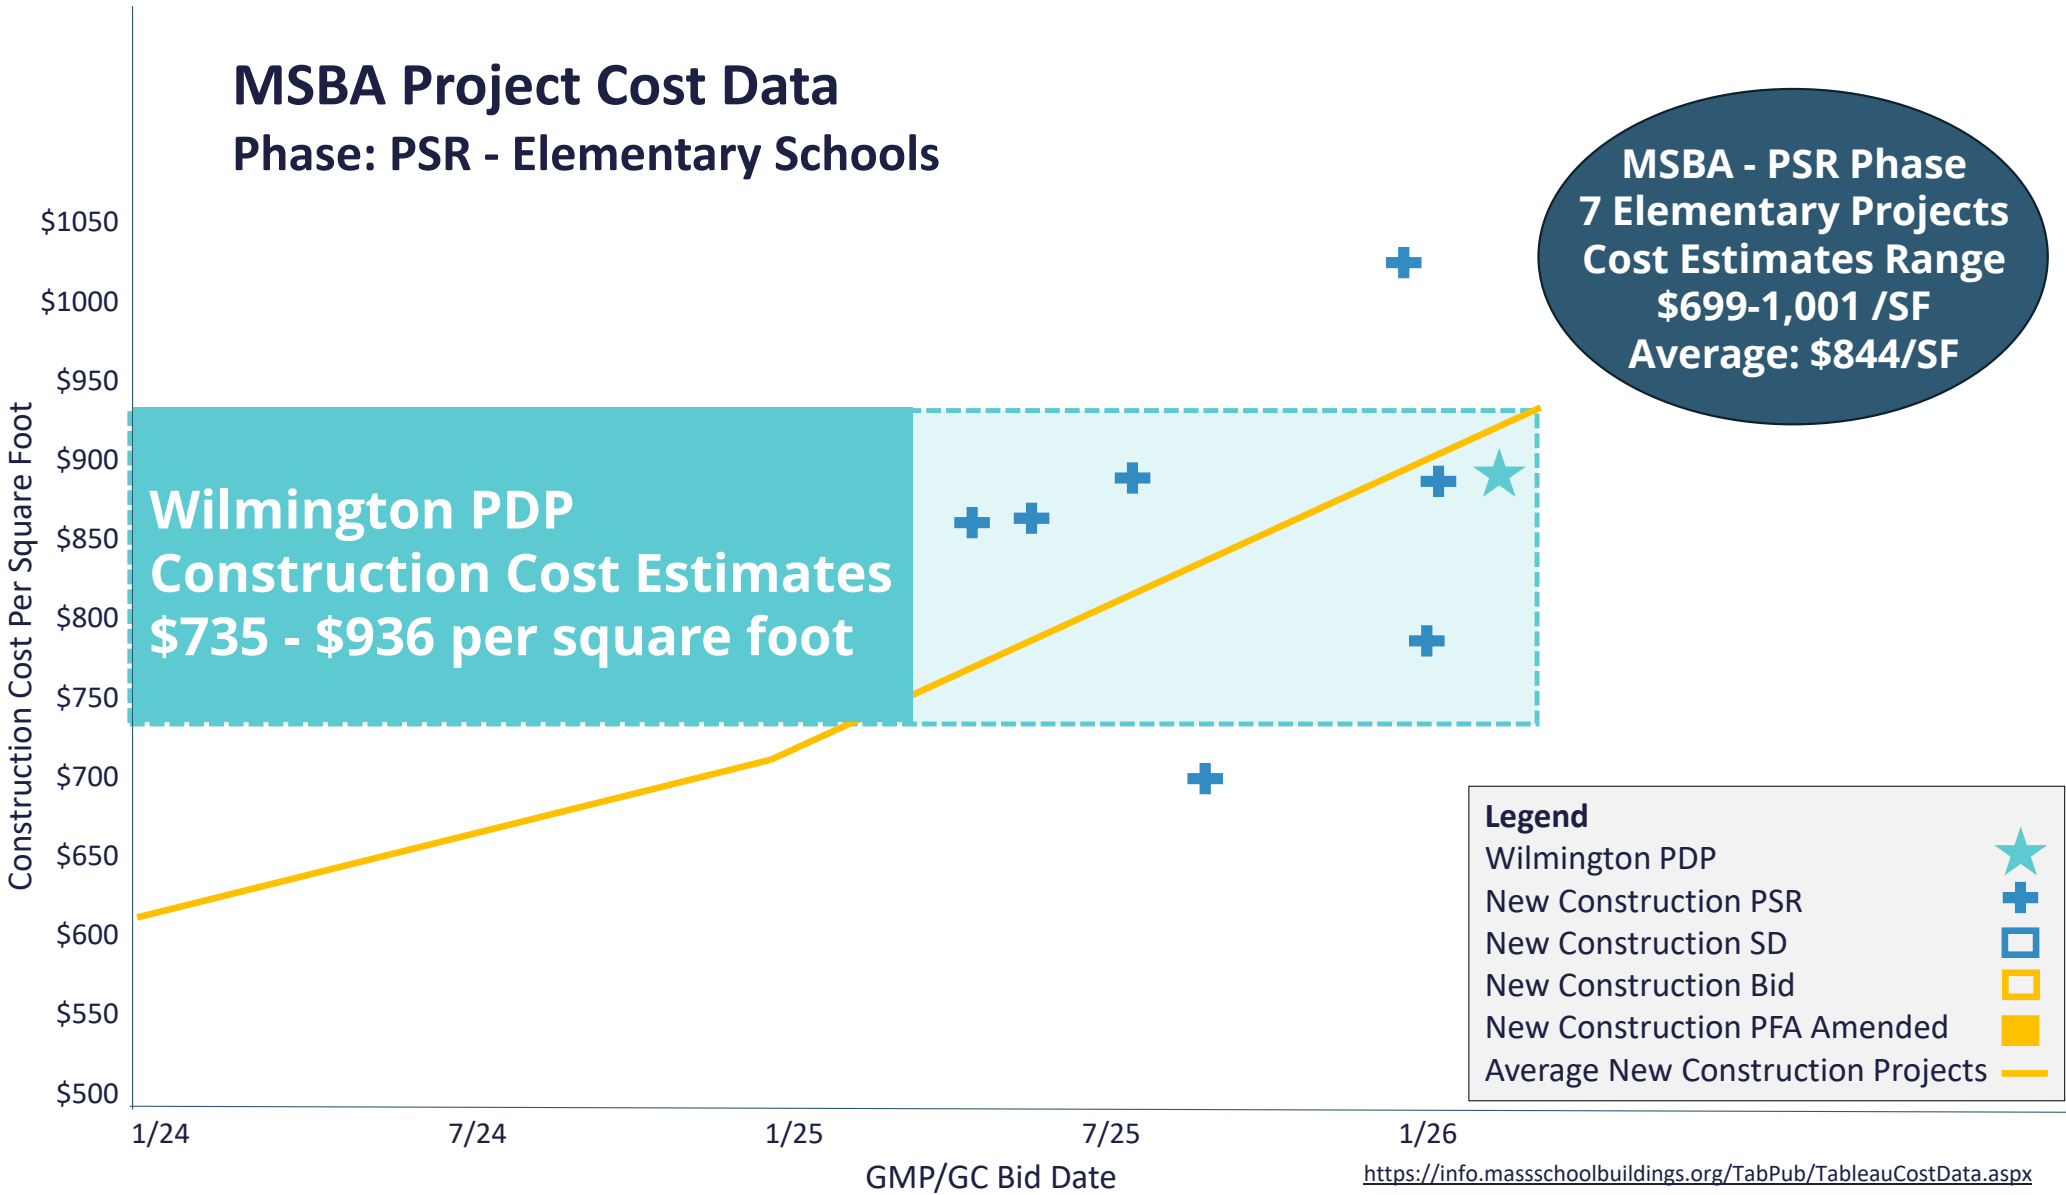 MSBA Project Cost Data
Phase: PSR - Elementary Schools
MSBA - PSR Phase
7 Elementary Projects
Cost Estimates Range
$699-1,001 /SF
Average: $844/SF
Construction Cost Per Square Foot
$1050
$1000
$950
$900
$850
$800
$750
$700
$650
$600
$550
$500
Wilmington PDP
Construction Cost Estimates
$735 - $936 per square foot
Legend
Wilmington PDP
New Construction PSR
New Construction SD
New Construction Bid
New Construction PFA Amended
Average New Construction Projects
1/24
7/24
1/25
7/25
1/26
GMP/GC Bid Date
https://info.massschoolbuildings.org/TabPub/TableauCostData.aspx